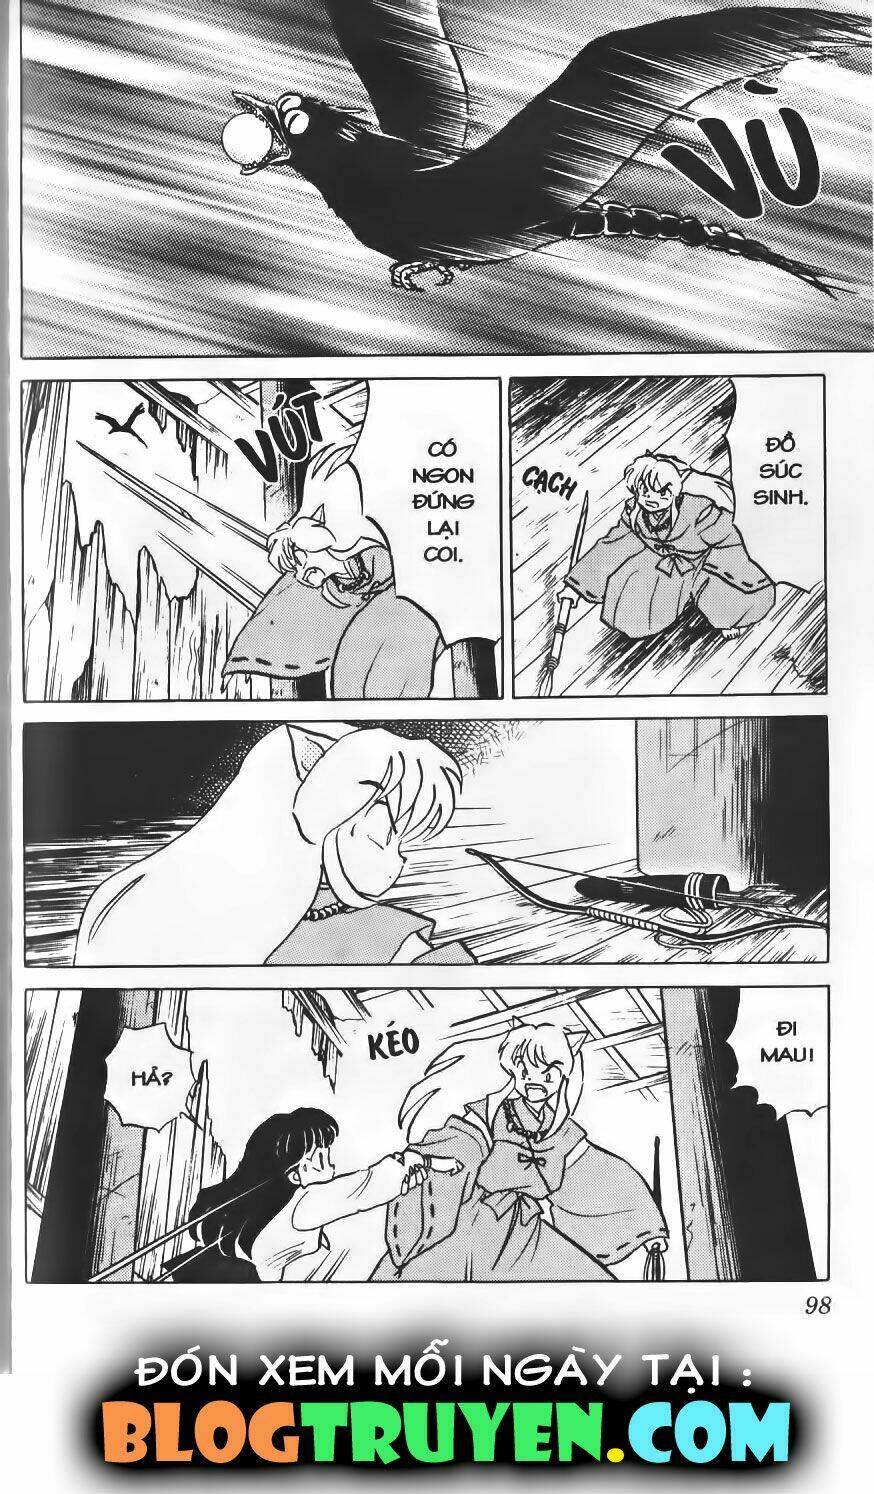 VÙ
ĐỒ
SÚC
SINH.
CẠCH
CÓ
NGON
ĐỨNG
LẠI
COI.
VÚT
ĐI
MAU!
KÉO
HẢ?
98
ĐÓN XEM MỖI NGÀY TẠI :
BLOGTRUYEN.COM